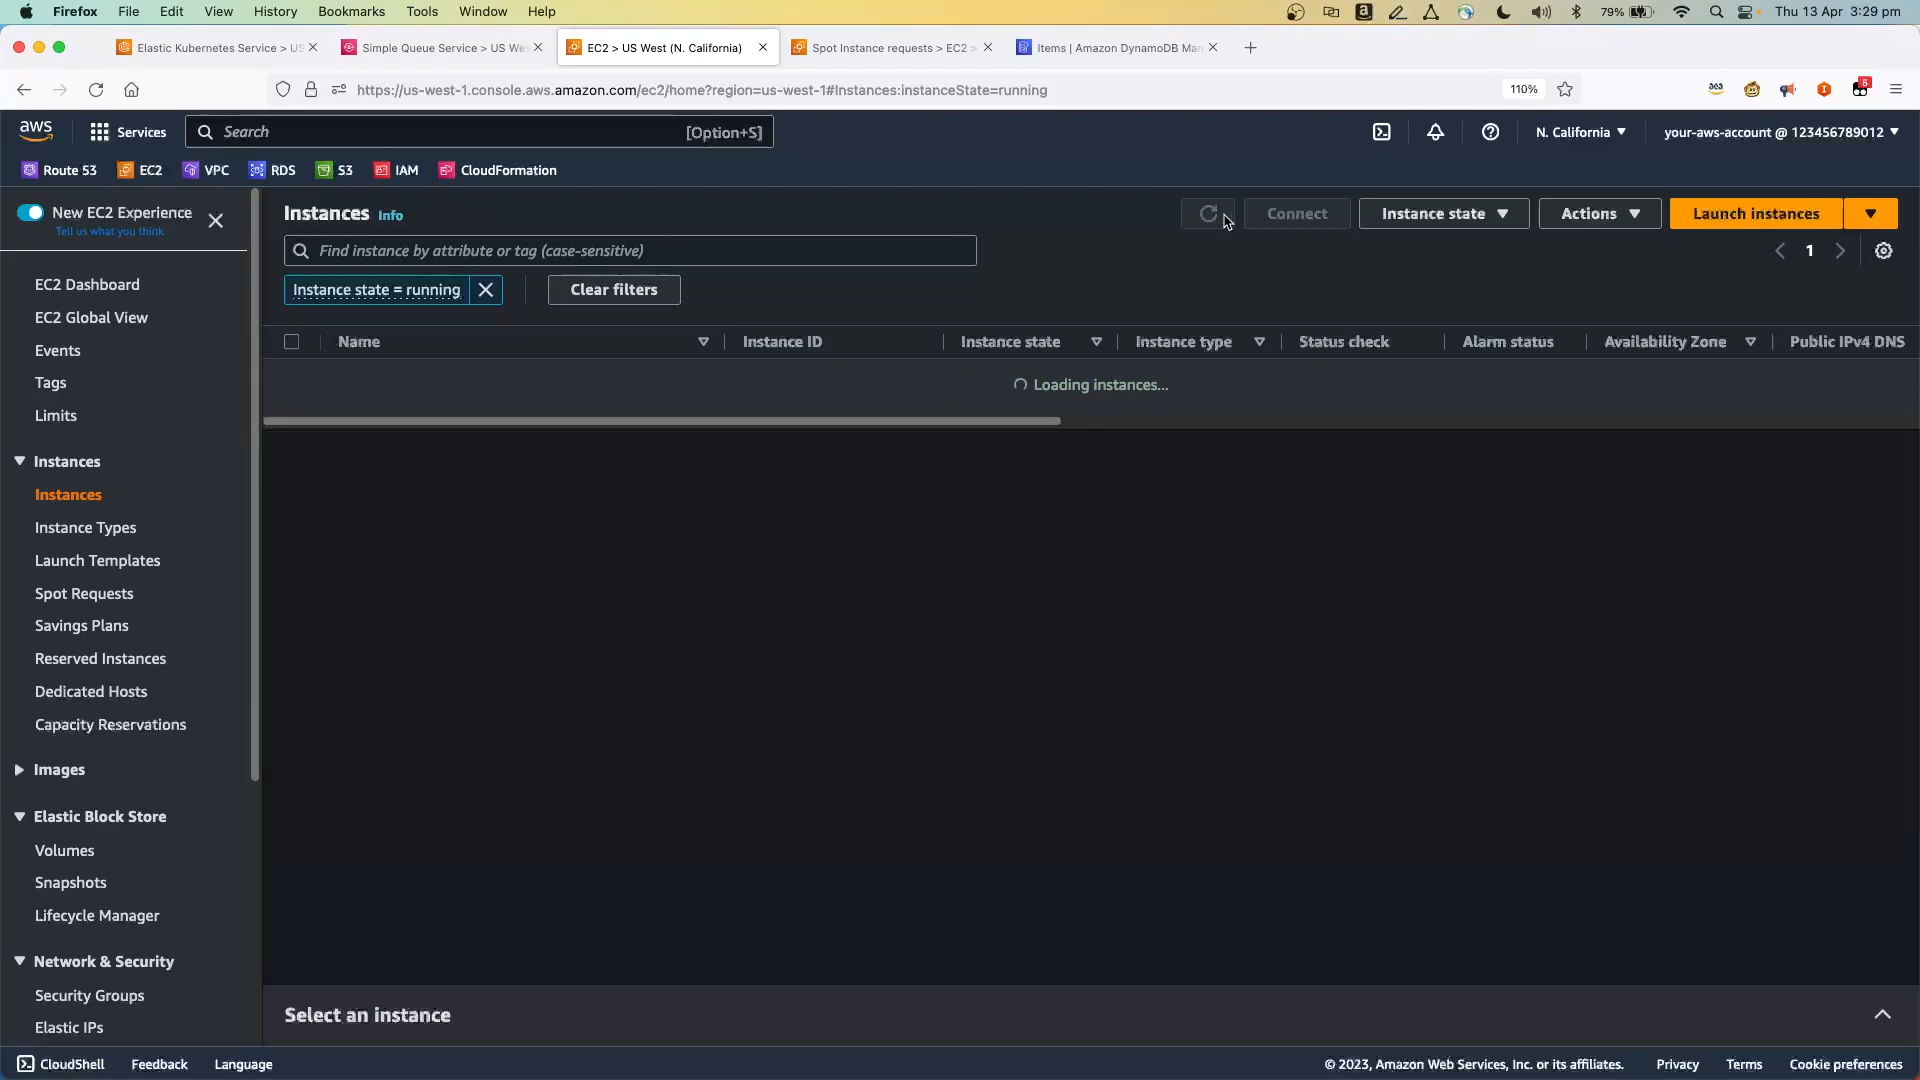 Firefox File Edit View History Bookmarks Tools Window Help 79% Thu 13 Apr 3:29 pm
Elastic Kubernetes Service > US Simple Queue Service > US Wes EC2 > US West (N. California) Spot Instance requests > EC2 > Items | Amazon DynamoDB Man
https://us-west-1.console.aws.amazon.com/ec2/home?region=us-west-1#Instances:instanceState=running 110% 5
aws Services Search [Option+S] N. California your-aws-account @ 123456789012
Route 53 EC2 VPC RDS S3 IAM CloudFormation
New EC2 Experience
Tell us what you think
EC2 Dashboard
EC2 Global View
Events
Tags
Limits
Instances
Instances
Instance Types
Launch Templates
Spot Requests
Savings Plans
Reserved Instances
Dedicated Hosts
Capacity Reservations
Images
Elastic Block Store
Volumes
Snapshots
Lifecycle Manager
Network & Security
Security Groups
Elastic IPs
Instances Info Connect Instance state Actions Launch instances
Find instance by attribute or tag (case-sensitive) 1
Instance state = running Clear filters
Name Instance ID Instance state Instance type Status check Alarm status Availability Zone Public IPv4 DNS
Loading instances...
Select an instance
CloudShell Feedback Language © 2023, Amazon Web Services, Inc. or its affiliates. Privacy Terms Cookie preferences